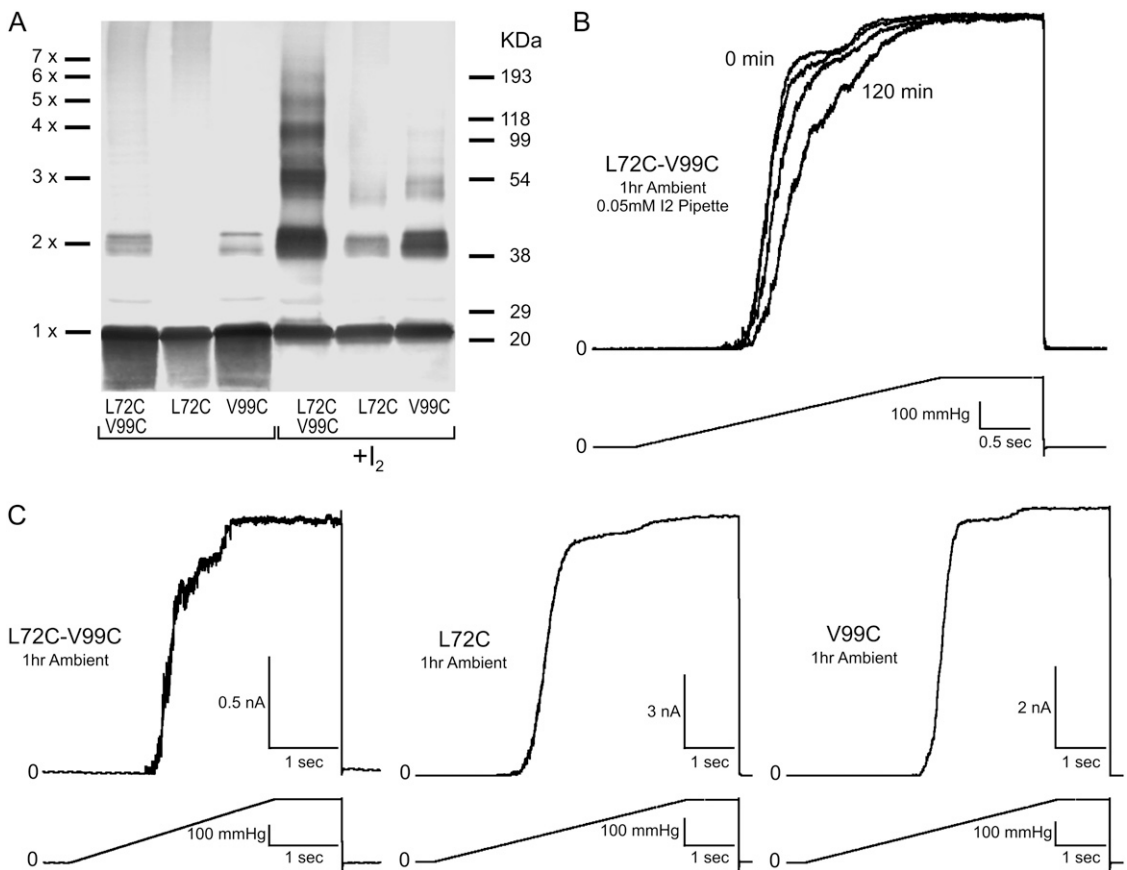 A
7 x
6 x
5 x
4 x
3 x
2 x
1 x
KDa
193
118
99
54
38
29
20
L72C
V99C
L72C
V99C
L72C
V99C
L72C
V99C
+I2
B
0 min
120 min
L72C-V99C
1hr Ambient
0.05mM I2 Pipette
0
0
100 mmHg
0.5 sec
C
L72C-V99C
1hr Ambient
0.5 nA
1 sec
0
0
100 mmHg
1 sec
L72C
1hr Ambient
3 nA
1 sec
0
0
100 mmHg
1 sec
V99C
1hr Ambient
2 nA
1 sec
0
0
100 mmHg
1 sec